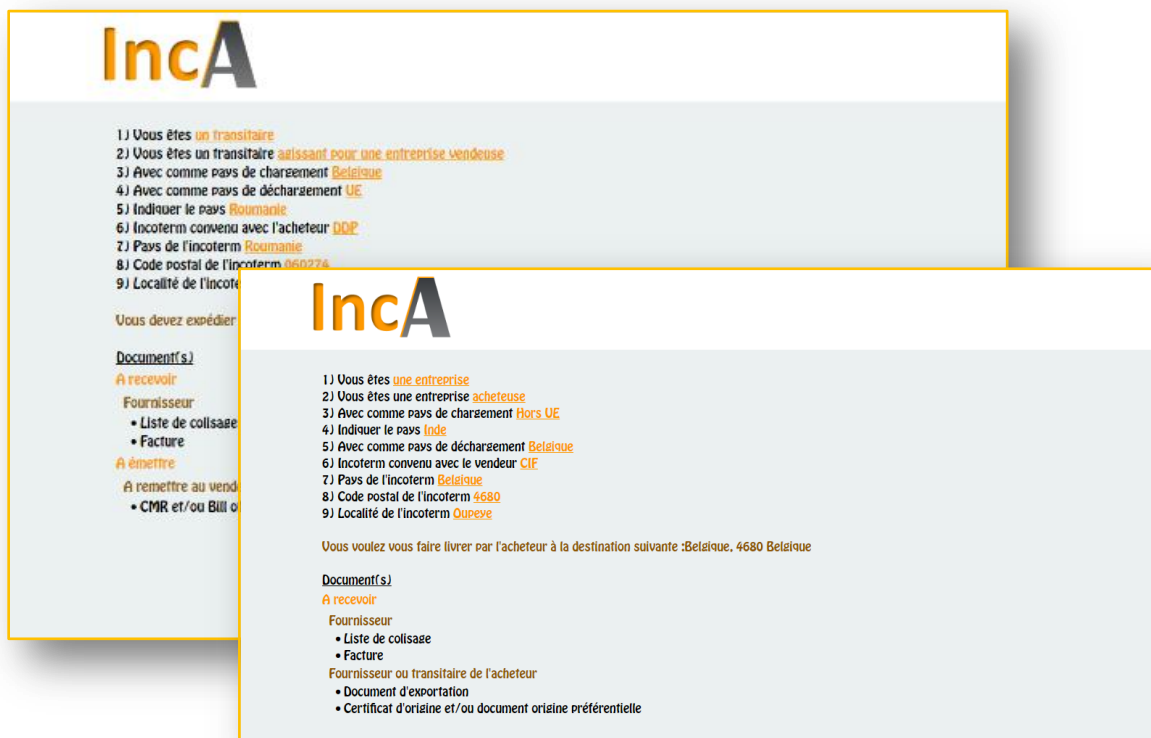 IncA
1) Vous êtes un transitaire
2) Vous êtes un transitaire agissant pour une entreprise vendeuse
3) Avec comme pays de chargement Belgique
4) Avec comme pays de déchargement UE
5) Indiquer le pays Roumanie
6) Incoterm convenu avec l'acheteur DDP
7) Pays de l'incoterm Roumanie
8) Code postal de l'incoterm 060274
9) Localité de
Vous devez expédier
Document(s)
A recevoir
Fournisseur
• Liste de colisage
• Facture
A émettre
A remettre au
• CMR et/ou Bill
IncA
1) Vous êtes une entreprise
2) Vous êtes une entreprise acheteuse
3) Avec comme pays de chargement Hors UE
4) Indiquer le pays Inde
5) Avec comme pays de déchargement Belgique
6) Incoterm convenu avec le vendeur CIF
7) Pays de l'incoterm Belgique
8) Code postal de l'incoterm 4680
9) Localité de l'incoterm Oupeye
Vous voulez vous faire livrer par l'acheteur à la destination suivante :Belgique, 4680 Belgique
Document(s)
A recevoir
Fournisseur
• Liste de colisage
• Facture
Fournisseur ou transitaire de l'acheteur
• Document d'exportation
• Certificat d'origine et/ou document origine préférentielle